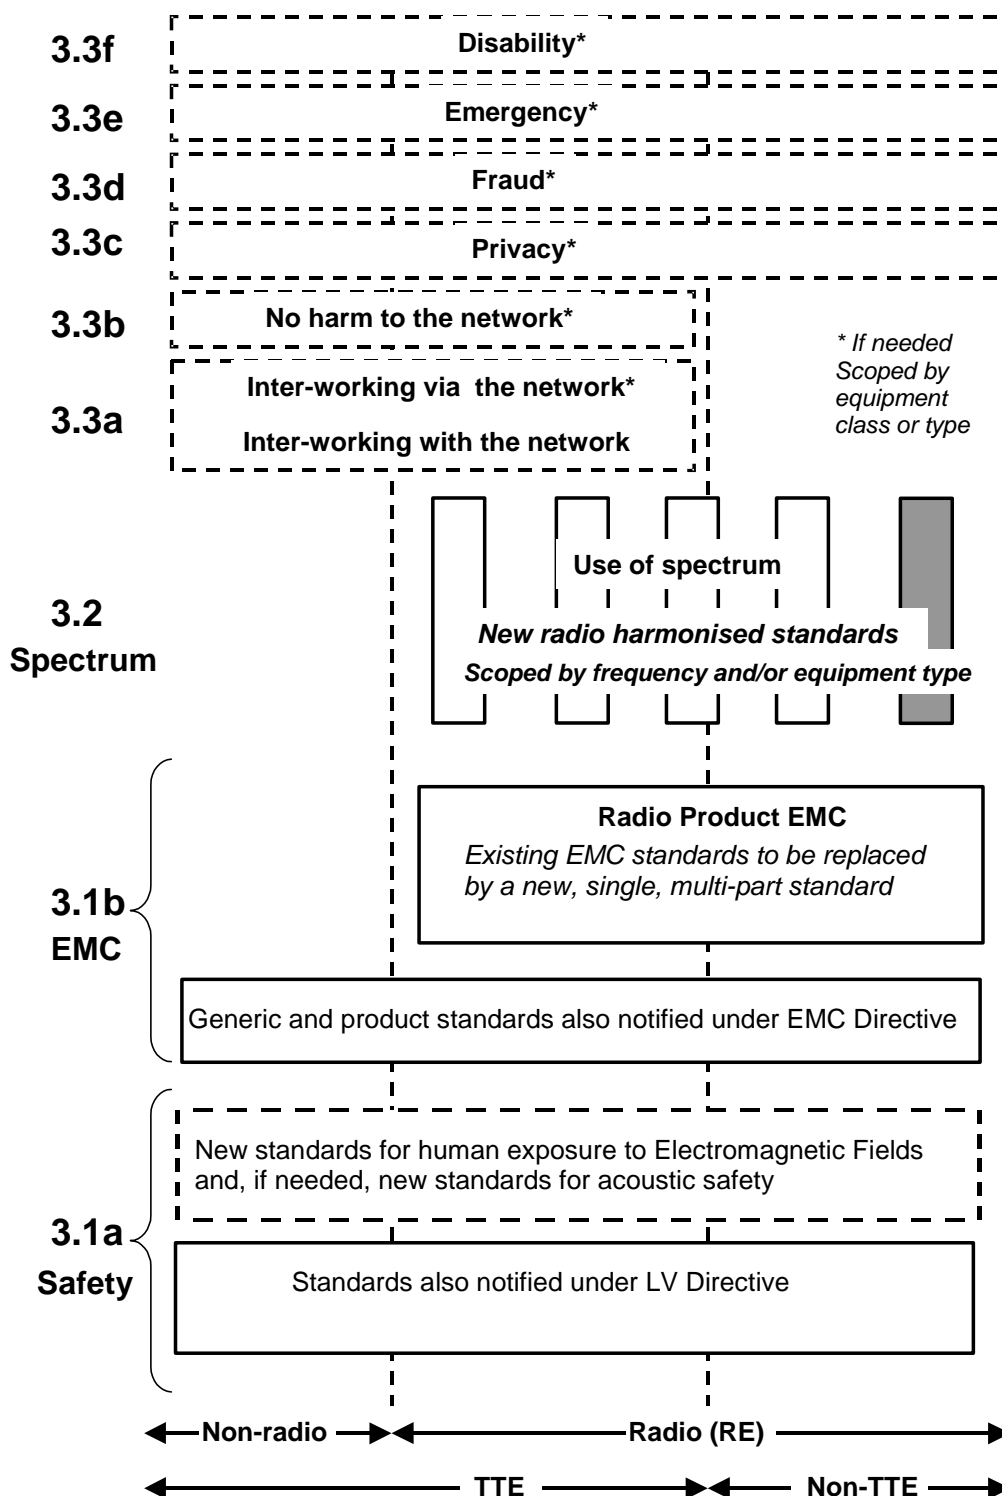 3.3f
Disability*
3.3e
Emergency*
3.3d
Fraud*
3.3c
Privacy*
3.3b
No harm to the network*
3.3a
Inter-working via the network*
Inter-working with the network
* If needed
Scoped by
equipment
class or type
3.2
Spectrum
Use of spectrum
New radio harmonised standards
Scoped by frequency and/or equipment type
3.1b
EMC
Radio Product EMC
Existing EMC standards to be replaced
by a new, single, multi-part standard
Generic and product standards also notified under EMC Directive
3.1a
Safety
New standards for human exposure to Electromagnetic Fields
and, if needed, new standards for acoustic safety
Standards also notified under LV Directive
Non-radio
Radio (RE)
TTE
Non-TTE